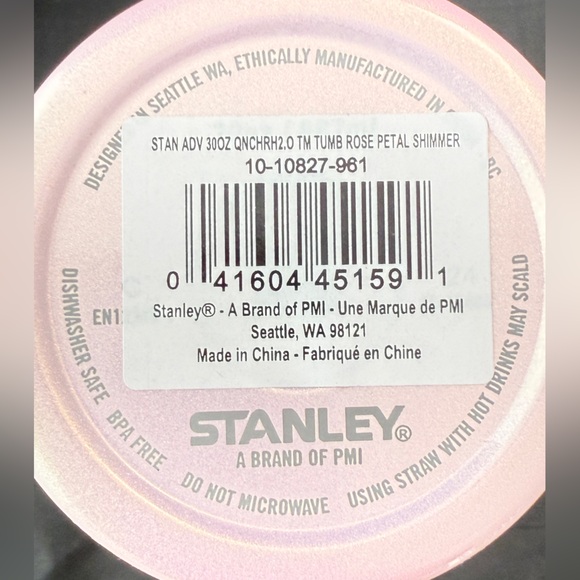 IN SEATTLE WA, ETHICALLY MANUFACTURED IN
STAN ADV 30OZ QNCHRH2.O TM TUMB ROSE PETAL SHIMMER
10-10827-961
0 41604 45159 1
Stanley® - A Brand of PMI - Une Marque de PMI
Seattle, WA 98121
Made in China - Fabriqué en Chine
STANLEY®
A BRAND OF PMI
DISHWASHER SAFE
BPA FREE
DO NOT MICROWAVE
USING STRAW WITH HOT DRINKS MAY SCALD